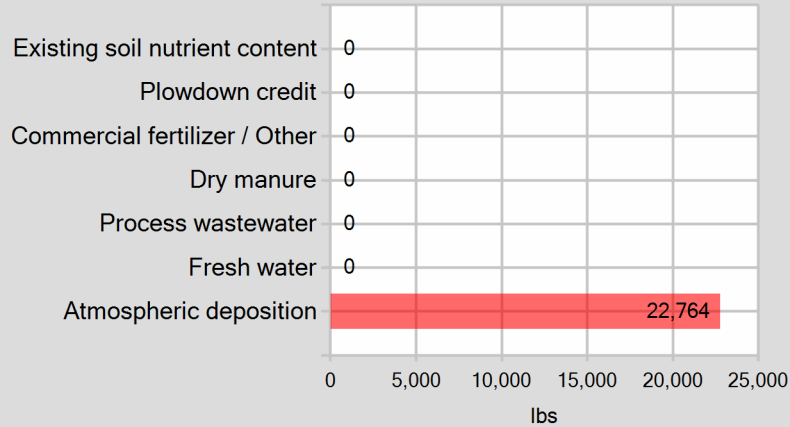 Existing soil nutrient content 0
Plowdown credit 0
Commercial fertilizer / Other 0
Dry manure 0
Process wastewater 0
Fresh water 0
Atmospheric deposition 22,764
0 5,000 10,000 15,000 20,000 25,000
lbs